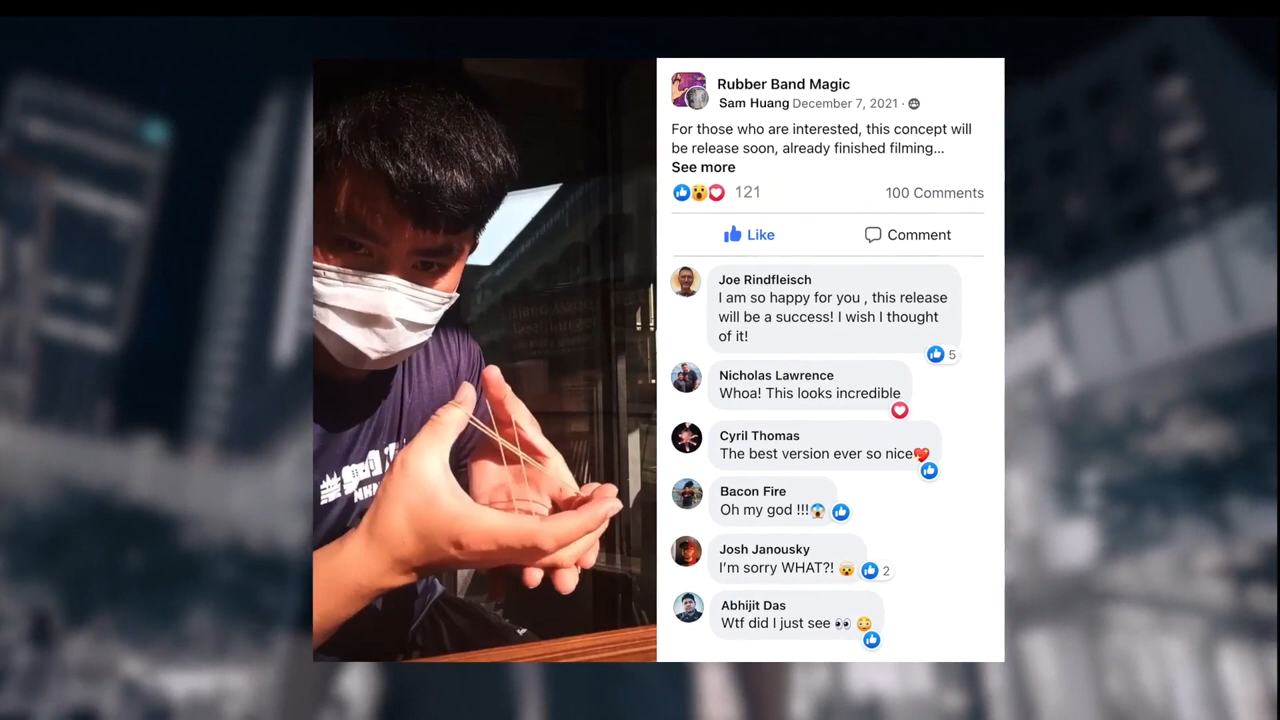 Rubber Band Magic
Sam Huang December 7, 2021 ·
For those who are interested, this concept will
be release soon, already finished filming...
See more
121
100 Comments
Like
Comment
Joe Rindfleisch
I am so happy for you , this release
will be a success! I wish I thought
of it!
5
Nicholas Lawrence
Whoa! This looks incredible
Cyril Thomas
The best version ever so nice❤️
Bacon Fire
Oh my god !!!😱
Josh Janousky
I'm sorry WHAT?! 🤯
2
Abhijit Das
Wtf did I just see 👀 😳